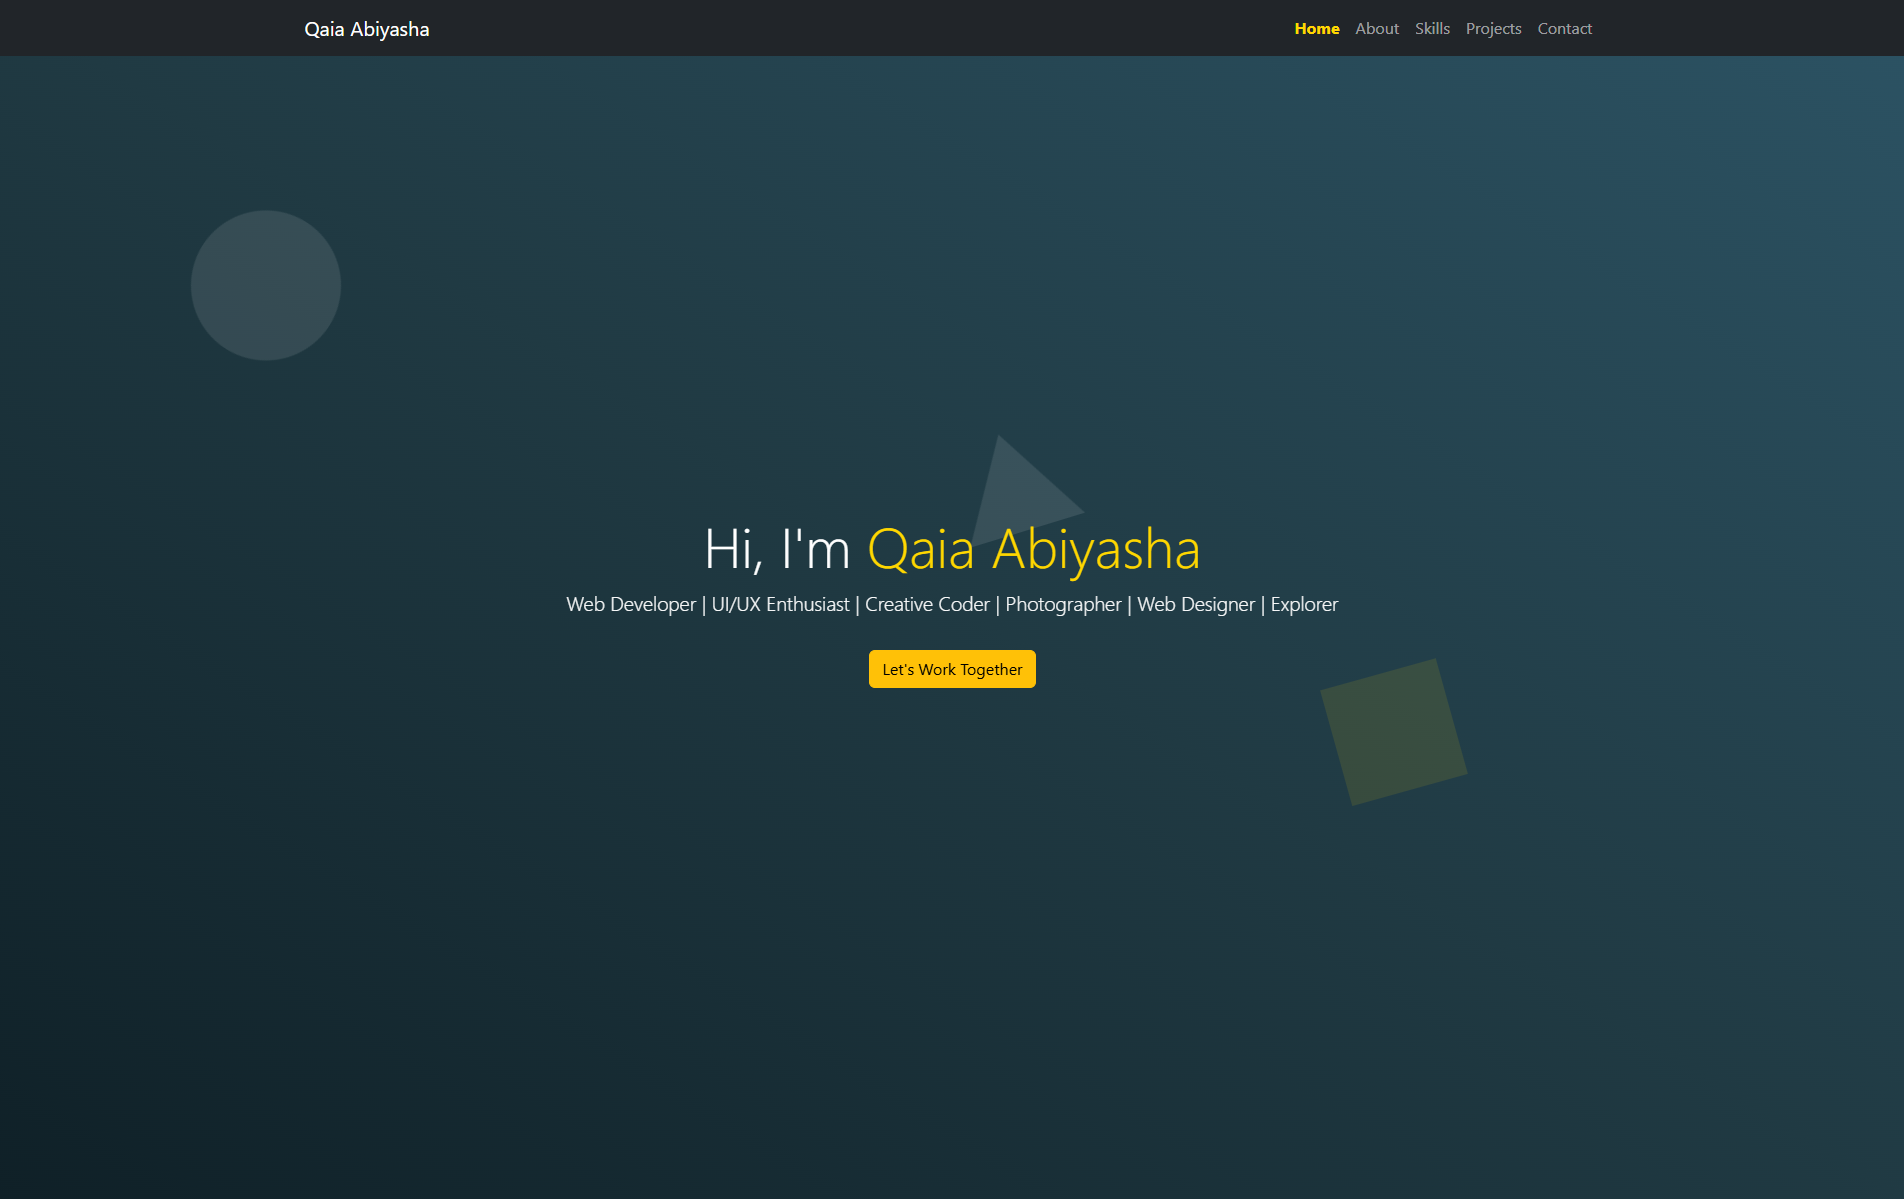 Qaia Abiyasha
Home About Skills Projects Contact
Hi, I'm Qaia Abiyasha
Web Developer | UI/UX Enthusiast | Creative Coder | Photographer | Web Designer | Explorer
Let's Work Together